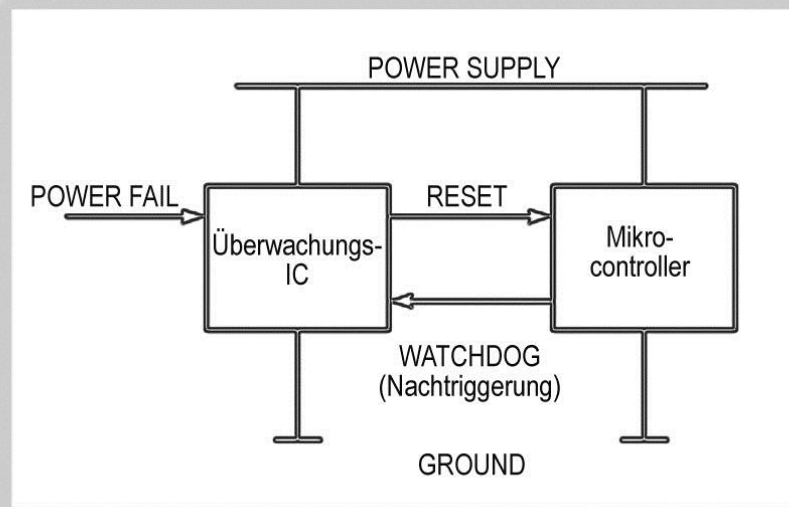 POWER SUPPLY
POWER FAIL
RESET
Überwachungs-
IC
Mikro-
controller
WATCHDOG
(Nachtriggerung)
GROUND